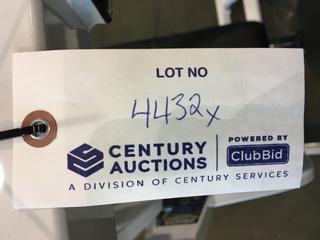 LOT NO
4432x
CENTURY AUCTIONS
POWERED BY
ClubBid
A DIVISION OF CENTURY SERVICES